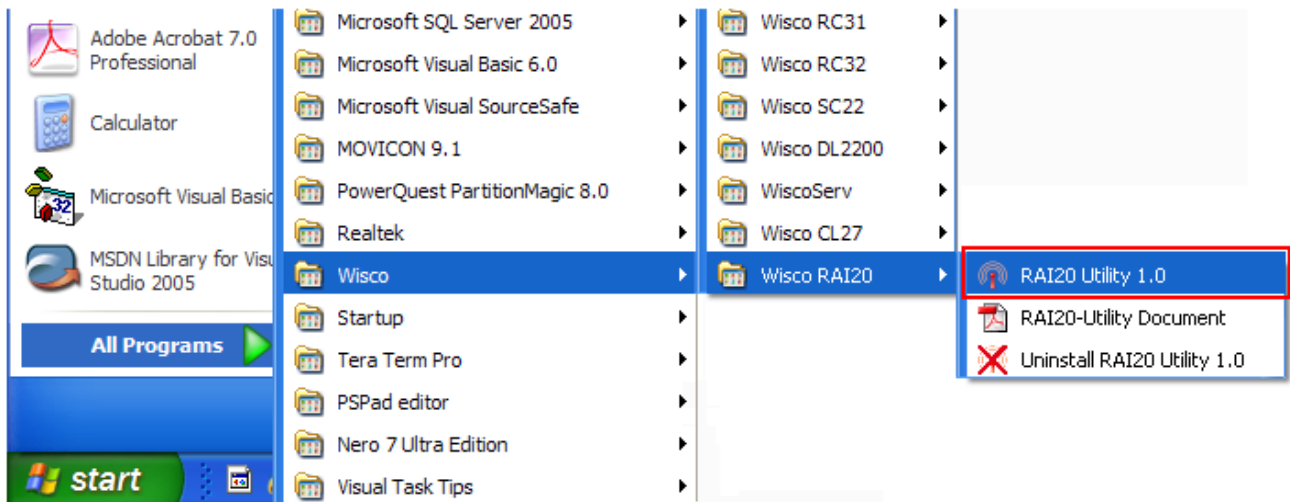 Adobe Acrobat 7.0
Professional
Calculator
32
Microsoft Visual Basic
MSDN Library for Visu
Studio 2005
All Programs
start
Microsoft SQL Server 2005
Microsoft Visual Basic 6.0
Microsoft Visual SourceSafe
MOVICON 9.1
PowerQuest PartitionMagic 8.0
Realtek
Wisco
Startup
Tera Term Pro
PSPad editor
Nero 7 Ultra Edition
Visual Task Tips
Wisco RC31
Wisco RC32
Wisco SC22
Wisco DL2200
WiscoServ
Wisco CL27
Wisco RAI20
RAI20 Utility 1.0
RAI20-Utility Document
Uninstall RAI20 Utility 1.0